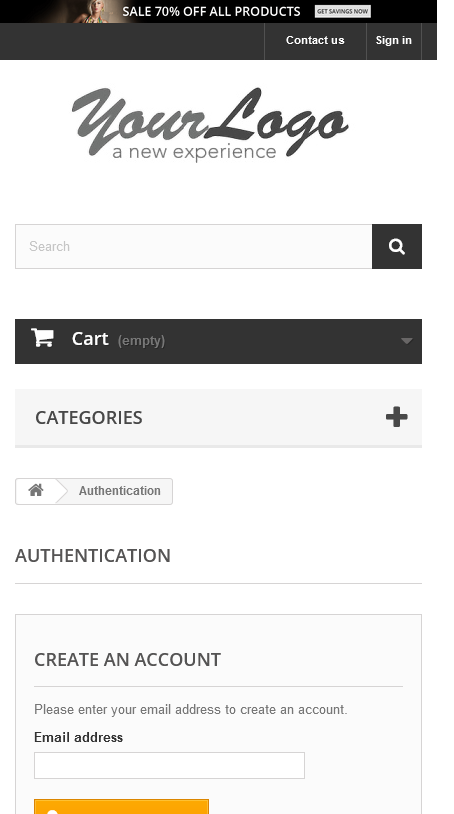 SALE 70% OFF ALL PRODUCTS GET SAVINGS NOW
Contact us Sign in
YourLogo
a new experience
Search
Cart (empty)
CATEGORIES
Authentication
AUTHENTICATION
CREATE AN ACCOUNT
Please enter your email address to create an account.
Email address